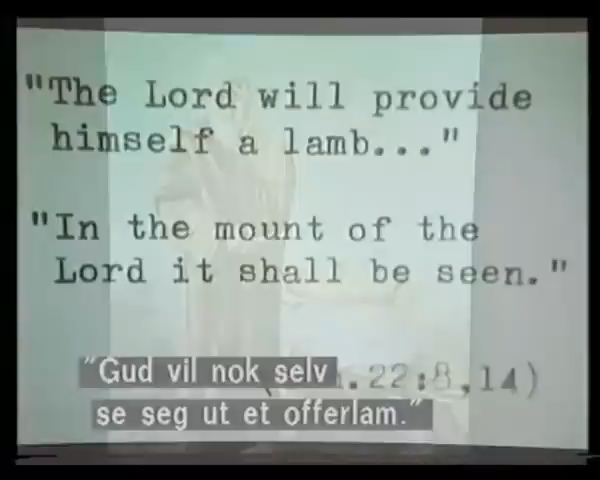 "The Lord will provide
himself a lamb..."
"In the mount of the
Lord it shall be seen."
.22:8,14)
"Gud vil nok selv
se seg ut et offerlam."